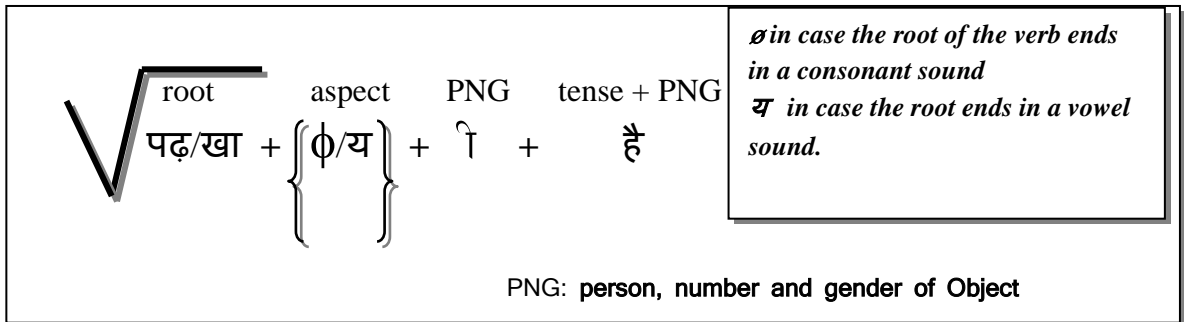 root aspect PNG tense + PNG
पढ़/खा + {ф/य} + ी + है
ø in case the root of the verb ends
in a consonant sound
य in case the root ends in a vowel
sound.
PNG: person, number and gender of Object